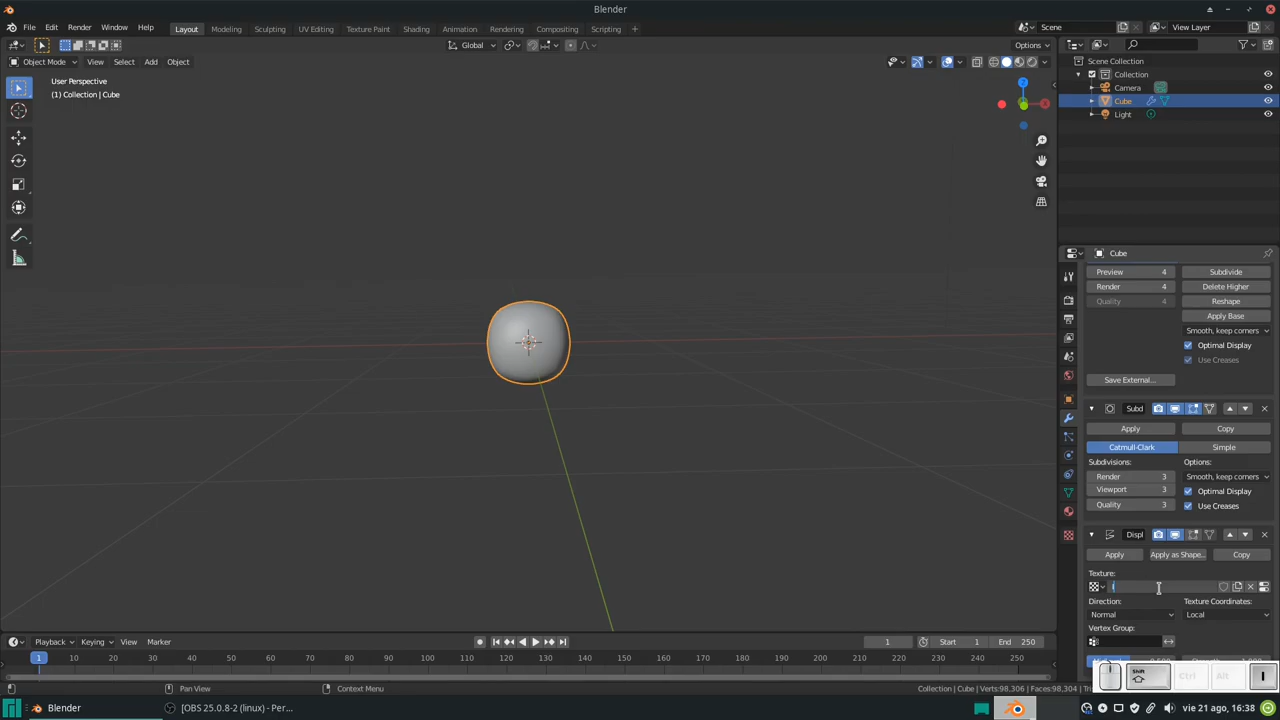 Blender
File Edit Render Window Help
Layout Modeling Sculpting UV Editing Texture Paint Shading Animation Rendering Compositing Scripting +
Scene
View Layer
Global
Options
Object Mode View Select Add Object
User Perspective
(1) Collection | Cube
Z
Scene Collection
Collection
Camera
Cube
Light
Cube
Preview 4
Subdivide
Render 4
Delete Higher
Quality 4
Reshape
Apply Base
Smooth, keep corners
Optimal Display
Use Creases
Save External...
Subd
Apply
Copy
Catmull-Clark
Simple
Subdivisions:
Options:
Render 3
Smooth, keep corners
Viewport 3
Optimal Display
Quality 3
Use Creases
Displ
Apply
Apply as Shape..
Copy
Texture:
Direction:
Texture Coordinates:
Normal
Local
Vertex Group:
Shift
Ctrl
Alt
I
Playback Keying View Marker
1
Start 1
End 250
1 10 20 30 40 50 60 70 80 90 100 110 120 130 140 150 160 170 180 190 200 210 220 230 240 250
Pan View
Context Menu
Collection | Cube | Verts:98,306 | Faces:98,304 | Tri
Blender
[OBS 25.0.8-2 (linux) - Per...
vie 21 ago, 16:38